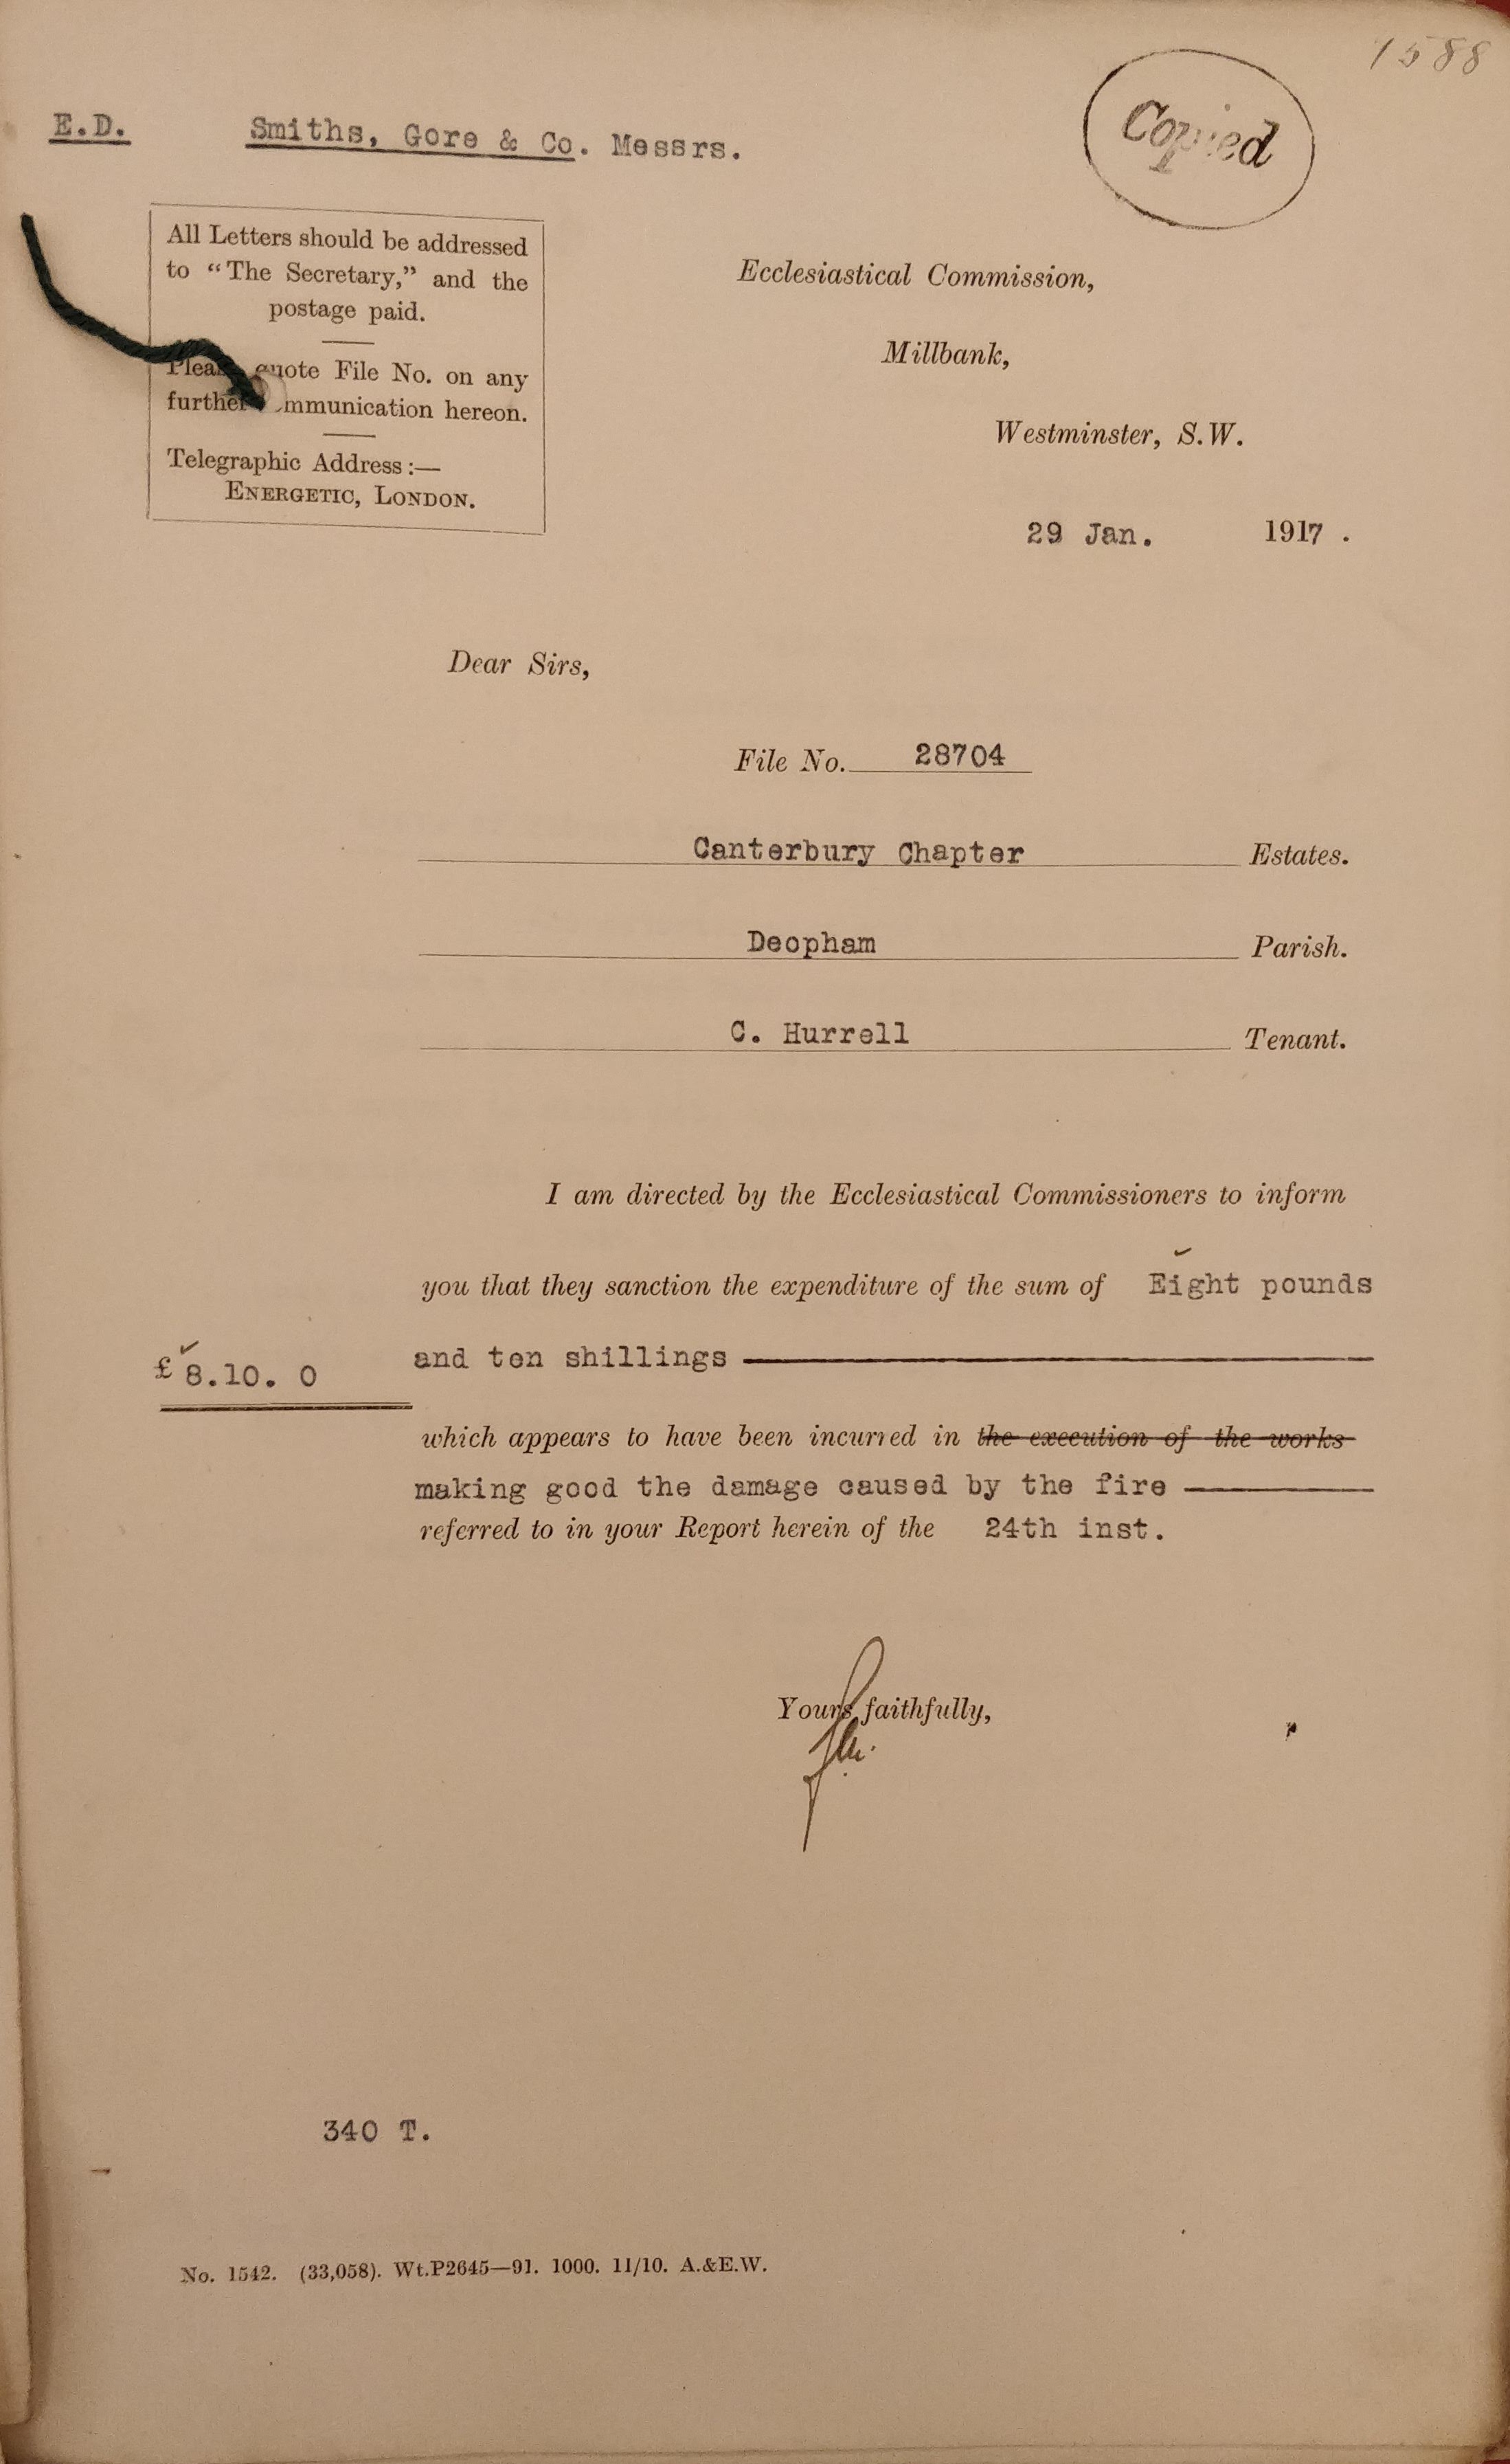 1588
Copied
E.D. Smiths, Gore & Co. Messrs.
All Letters should be addressed
to “The Secretary,” and the
postage paid.
quote File No. on any
further mmunication hereon.
Telegraphic Address:—
ENERGETIC, LONDON.
Ecclesiastical Commission,
Millbank,
Westminster, S.W.
29 Jan. 1917 .
Dear Sirs,
File No. 28704
Canterbury Chapter Estates.
Deopham Parish.
C. Hurrell Tenant.
I am directed by the Ecclesiastical Commissioners to inform
you that they sanction the expenditure of the sum of Eight pounds
£8.10. 0 and ten shillings
which appears to have been incurred in the execution of the works
making good the damage caused by the fire
referred to in your Report herein of the 24th inst.
Yours faithfully,
340 T.
No. 1542. (33,058). Wt.P2645—91. 1000. 11/10. A.&E.W.